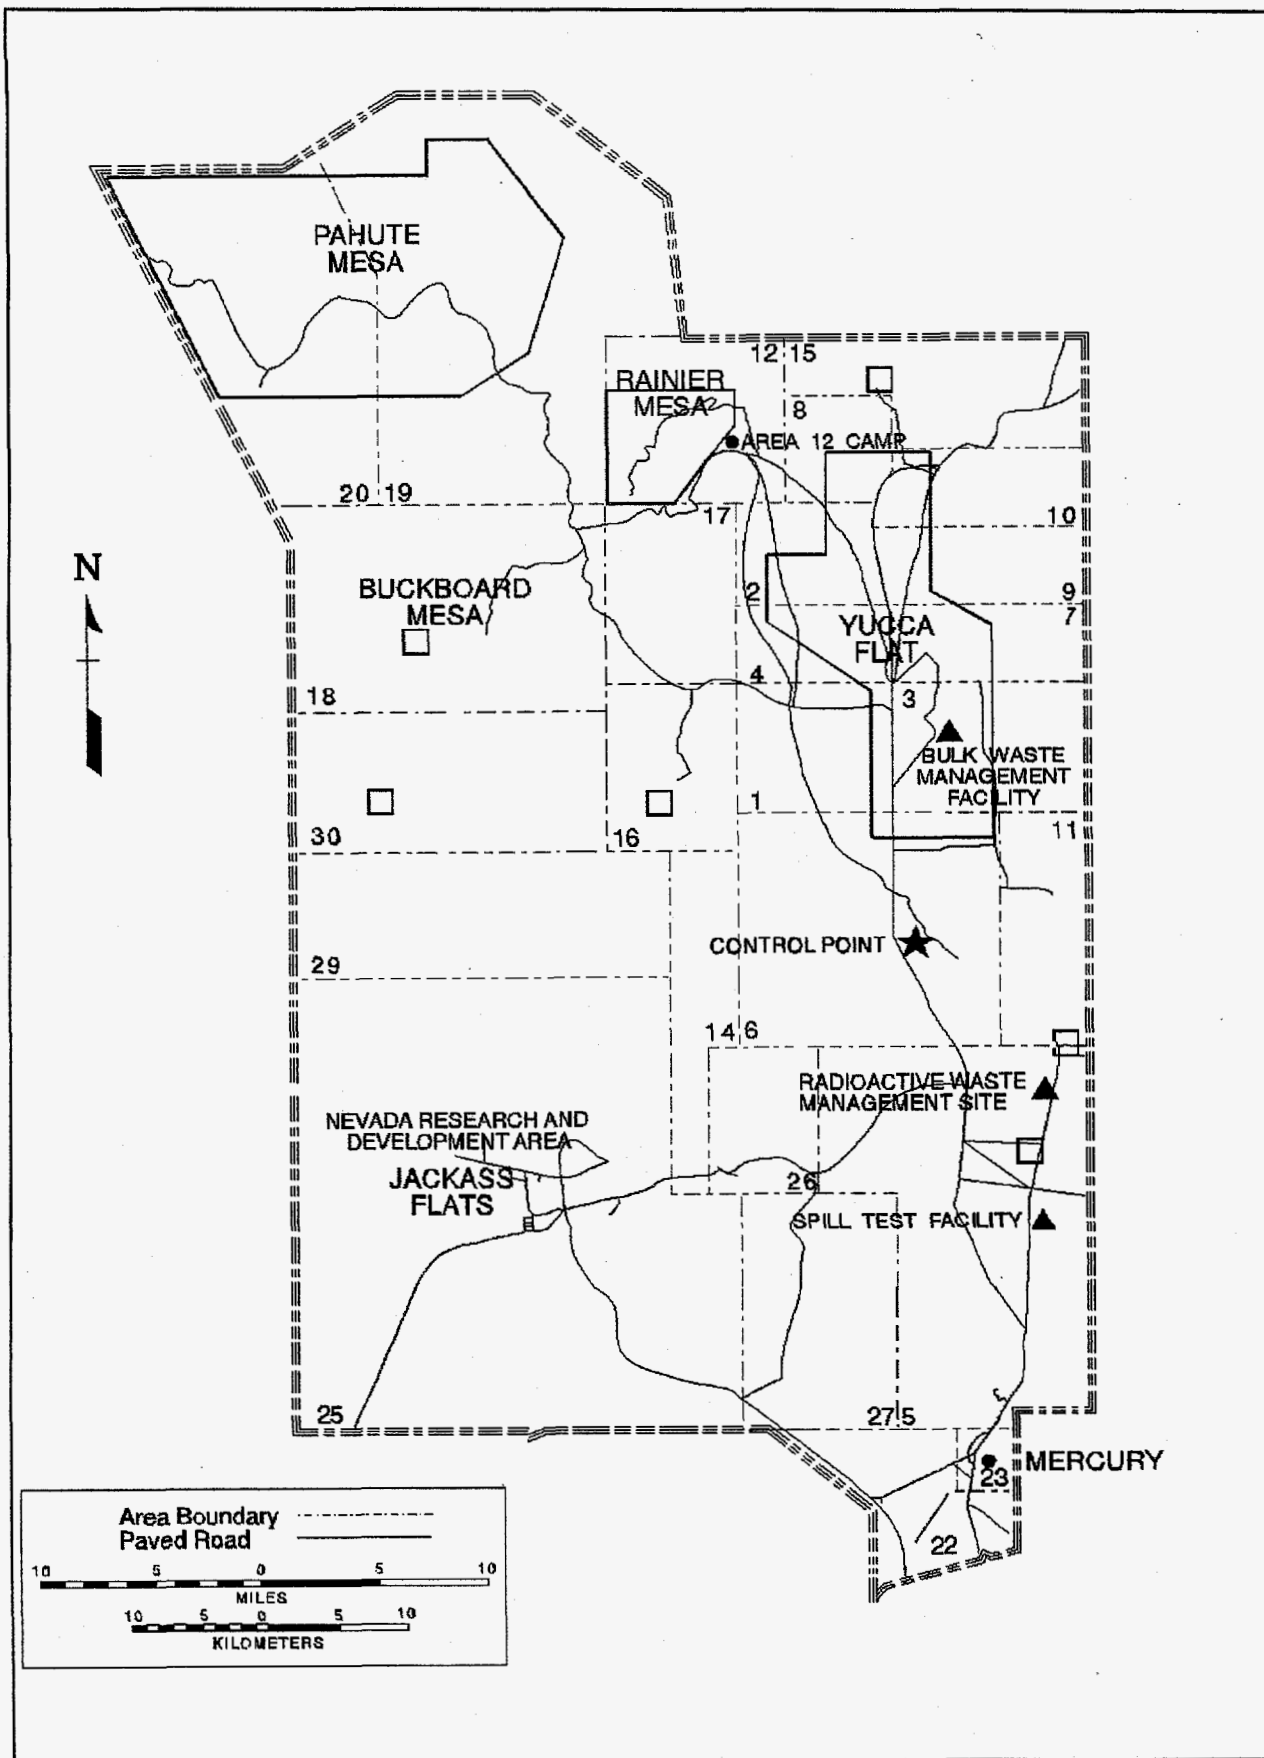 PAHUTE
MESA
12 15
RAINIER
MESA
8
AREA 12 CAMP
20 19
17
10
N
BUCKBOARD
MESA
2
9
7
YUCCA
FLAT
4
3
18
BULK WASTE
MANAGEMENT
FACILITY
1
11
30
16
CONTROL POINT
29
14 6
RADIOACTIVE WASTE
MANAGEMENT SITE
NEVADA RESEARCH AND
DEVELOPMENT AREA
JACKASS
FLATS
26
SPILL TEST FACILITY
25
27 5
MERCURY
23
22
Area Boundary
Paved Road
10 5 0 5 10
MILES
10 5 0 5 10
KILOMETERS